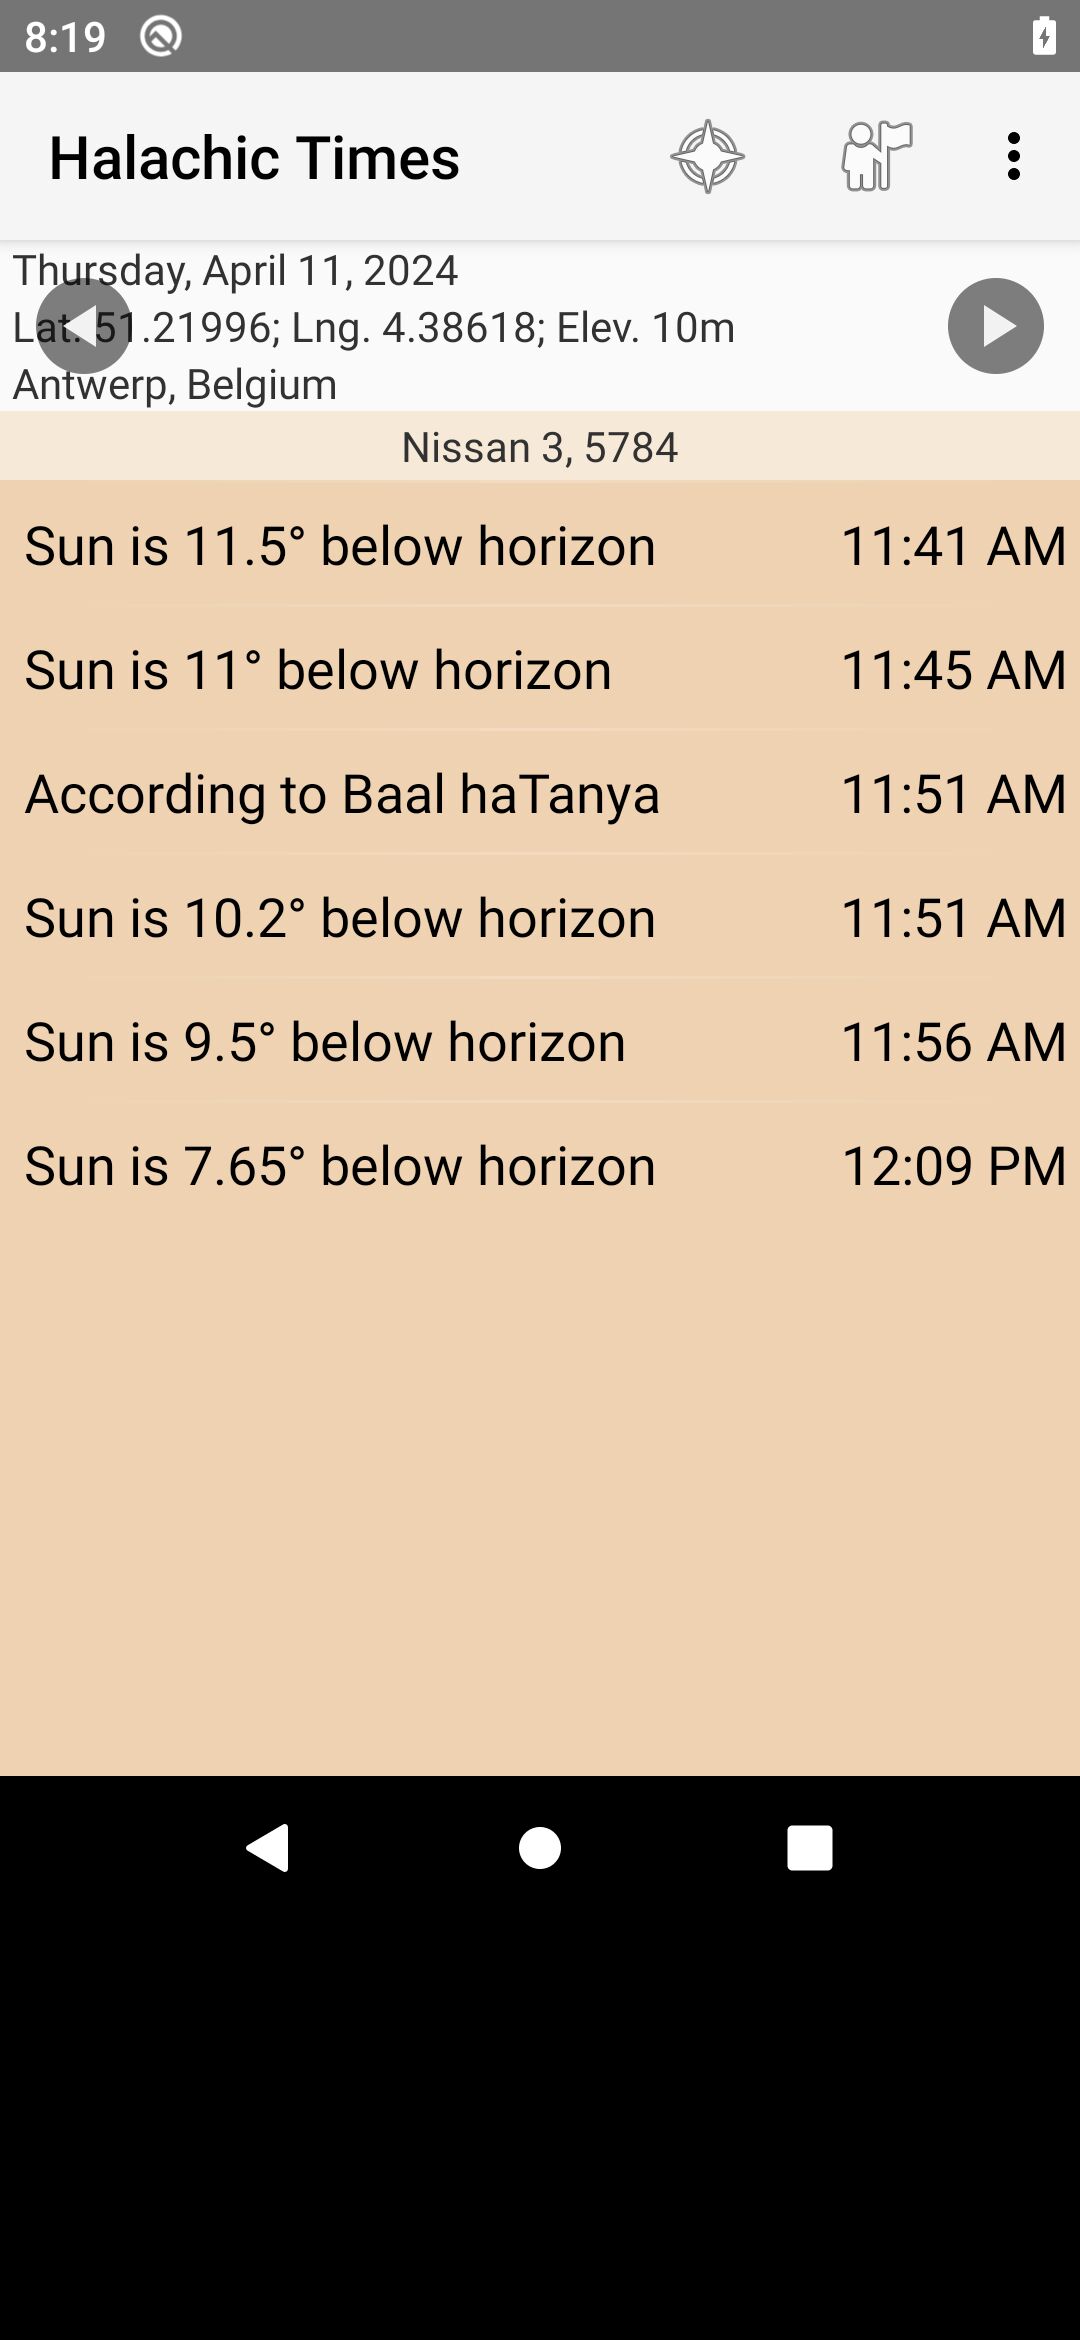 8:19
Halachic Times
Thursday, April 11, 2024
Lat. 51.21996; Lng. 4.38618; Elev. 10m
Antwerp, Belgium
Nissan 3, 5784
Sun is 11.5° below horizon 11:41 AM
Sun is 11° below horizon 11:45 AM
According to Baal haTanya 11:51 AM
Sun is 10.2° below horizon 11:51 AM
Sun is 9.5° below horizon 11:56 AM
Sun is 7.65° below horizon 12:09 PM